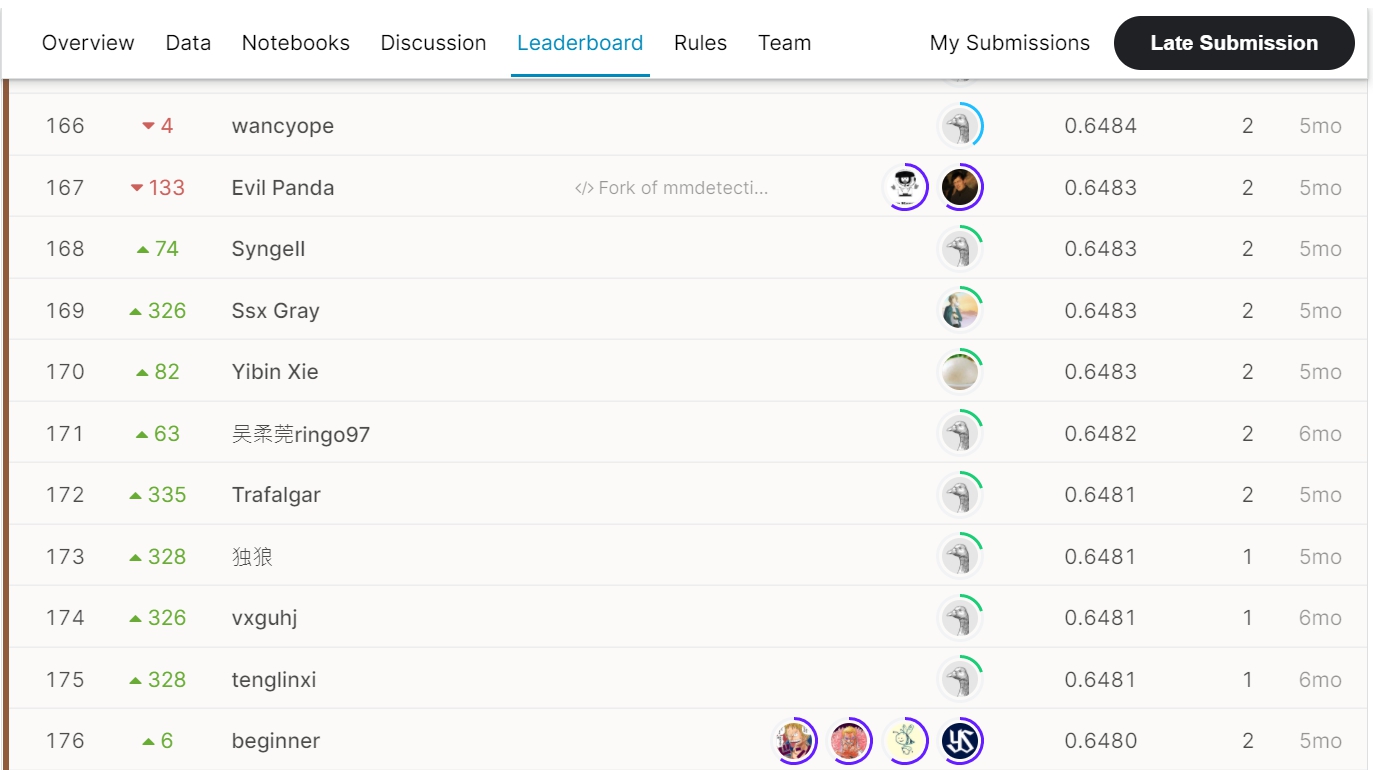 Overview Data Notebooks Discussion Leaderboard Rules Team My Submissions Late Submission
166 4 wancyope 0.6484 2 5mo
167 133 Evil Panda </> Fork of mmdetecti... 0.6483 2 5mo
168 74 Syngell 0.6483 2 5mo
169 326 Ssx Gray 0.6483 2 5mo
170 82 Yibin Xie 0.6483 2 5mo
171 63 吴柔莞ringo97 0.6482 2 6mo
172 335 Trafalgar 0.6481 2 5mo
173 328 独狼 0.6481 1 5mo
174 326 vxguhj 0.6481 1 6mo
175 328 tenglinxi 0.6481 1 6mo
176 6 beginner 0.6480 2 5mo